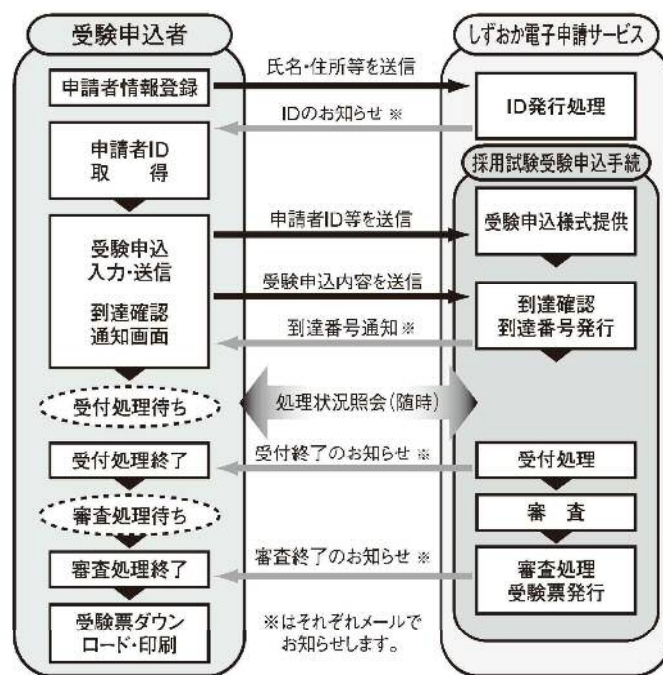 受験申込者
しずおか電子申請サービス
氏名・住所等を送信
申請者情報登録
ID発行処理
IDのお知らせ ※
申請者ID
取　得
採用試験受験申込手続
申請者ID等を送信
受験申込様式提供
受験申込
入力・送信
受験申込内容を送信
到達確認
通知画面
到達確認
到達番号発行
到達番号通知 ※
処理状況照会(随時)
受付処理待ち
受付終了のお知らせ ※
受付処理終了
受付処理
審査処理待ち
審　査
審査終了のお知らせ ※
審査処理終了
審査処理
受験票発行
受験票ダウン
ロード・印刷
※はそれぞれメールで
お知らせします。